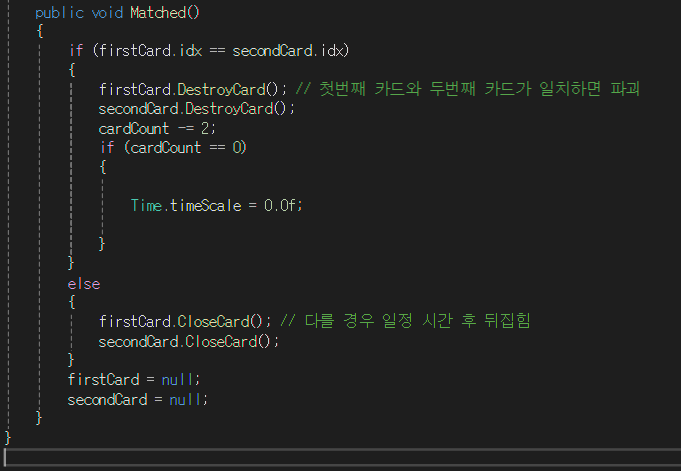 public void Matched()
{
if (firstCard.idx == secondCard.idx)
{
firstCard.DestroyCard(); // 첫번째 카드와 두번째 카드가 일치하면 파괴
secondCard.DestroyCard();
cardCount -= 2;
if (cardCount == 0)
{
Time.timeScale = 0.0f;
}
}
else
{
firstCard.CloseCard(); // 다를 경우 일정 시간 후 뒤집힘
secondCard.CloseCard();
}
firstCard = null;
secondCard = null;
}
}